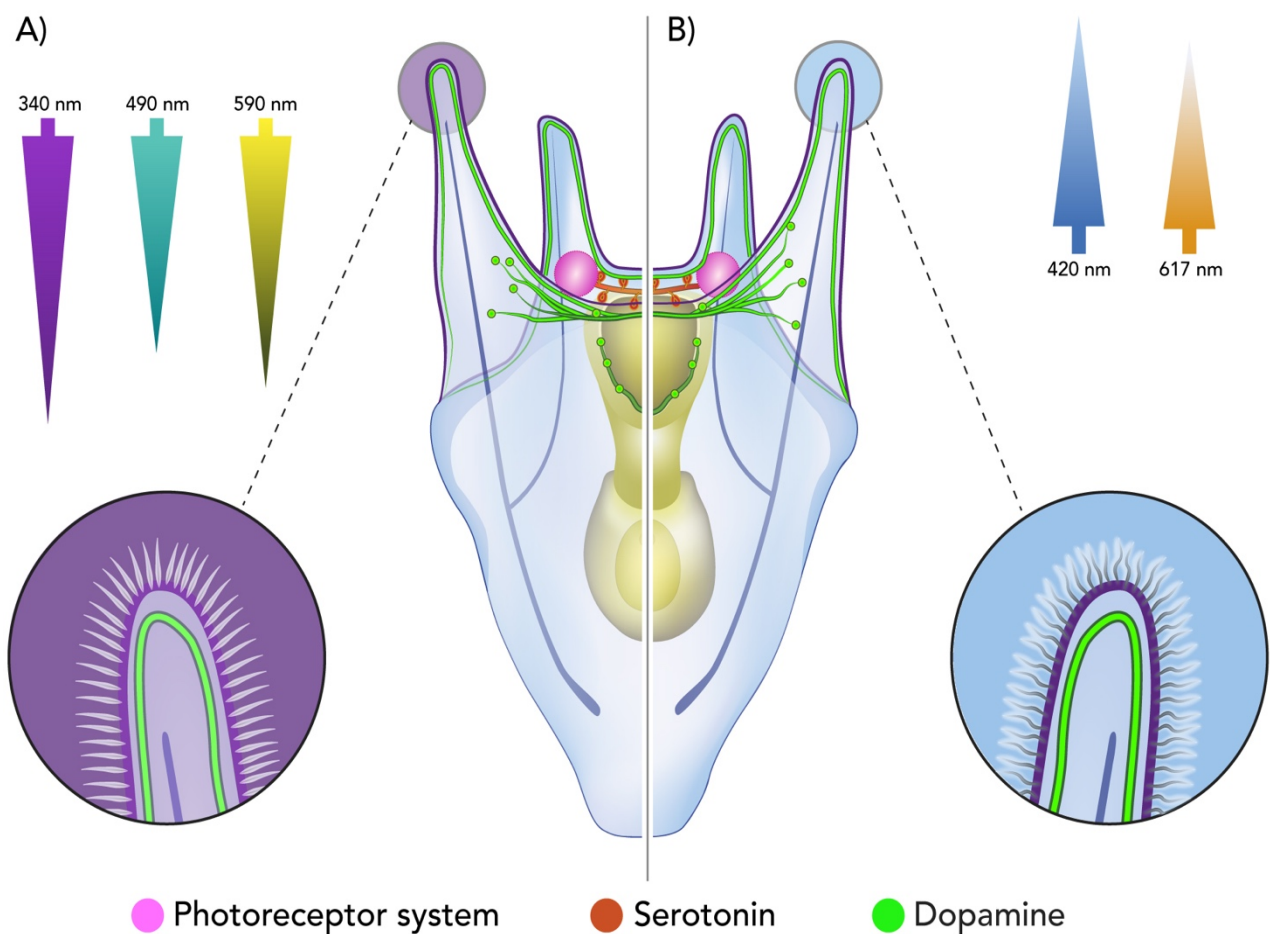 A)
B)
340 nm
490 nm
590 nm
420 nm
617 nm
Photoreceptor system
Serotonin
Dopamine